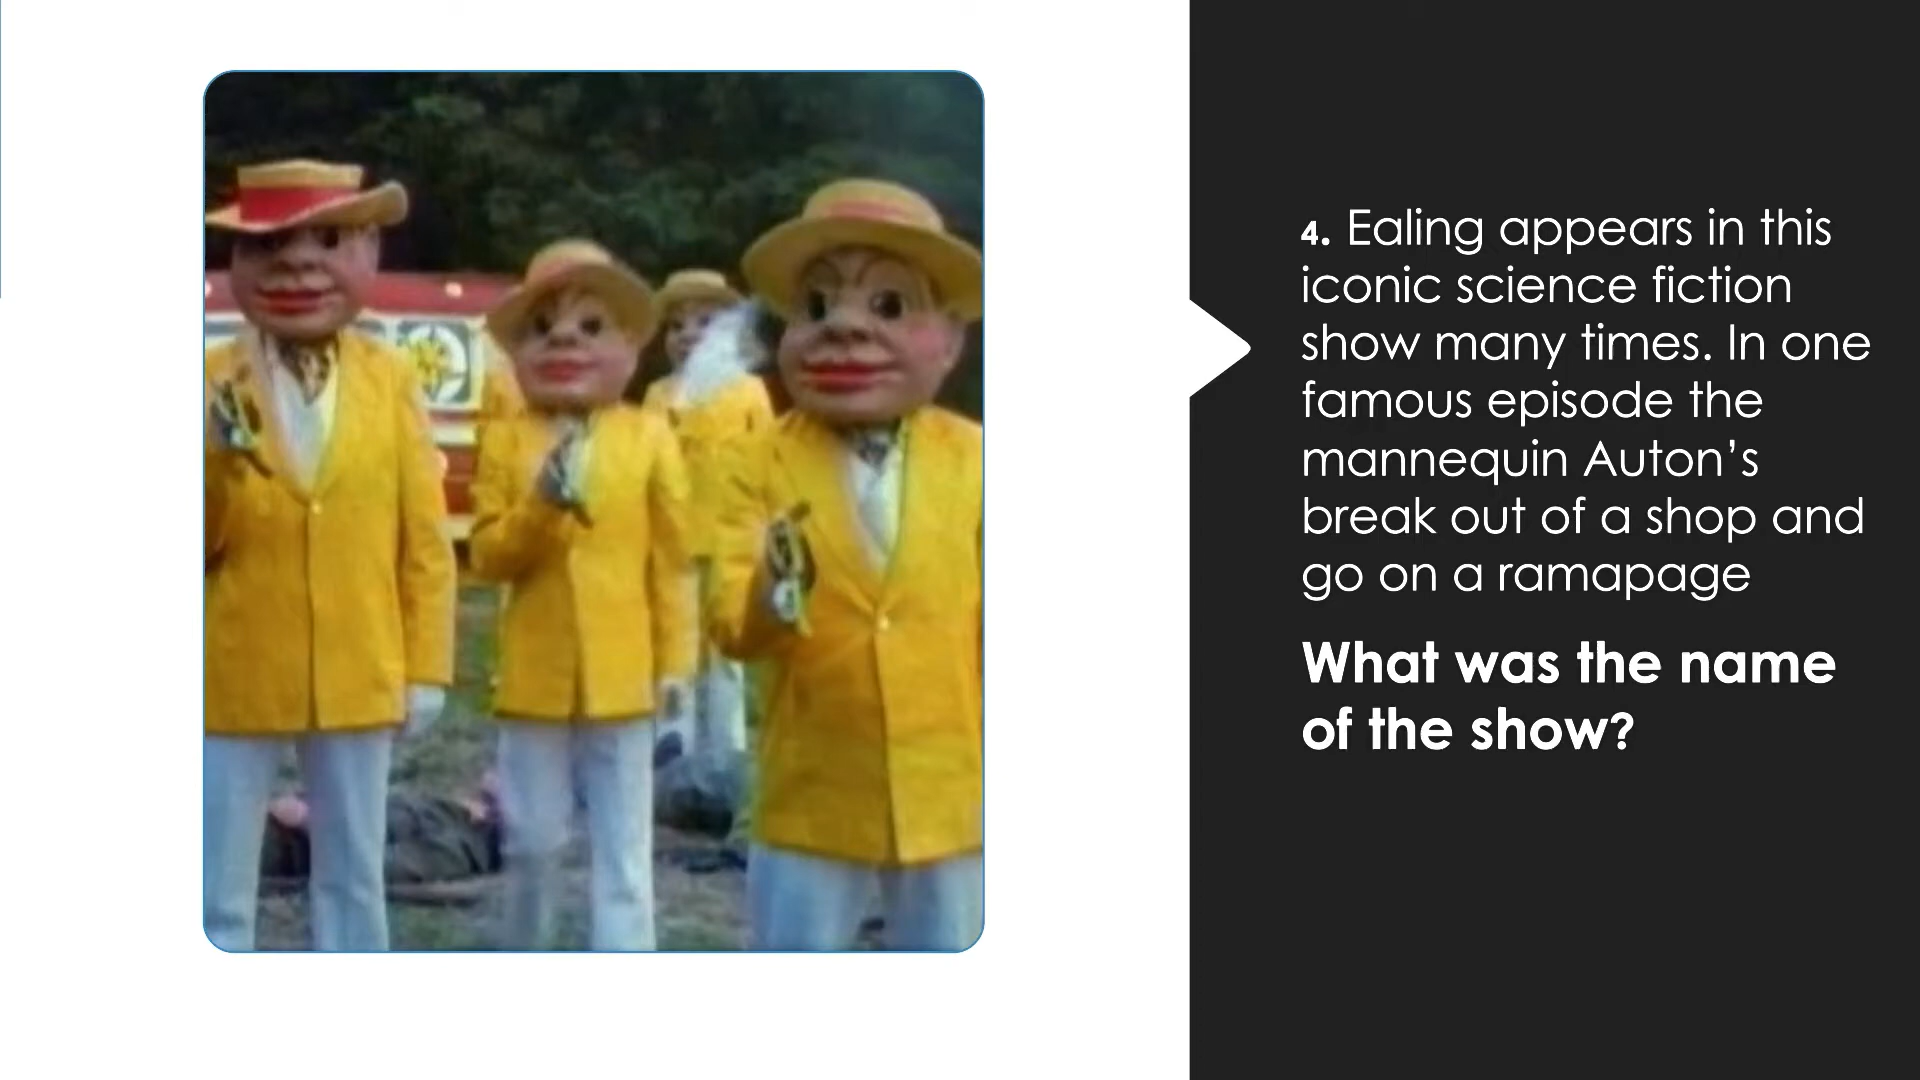 4. Ealing appears in this
iconic science fiction
show many times. In one
famous episode the
mannequin Auton’s
break out of a shop and
go on a ramapage
What was the name
of the show?